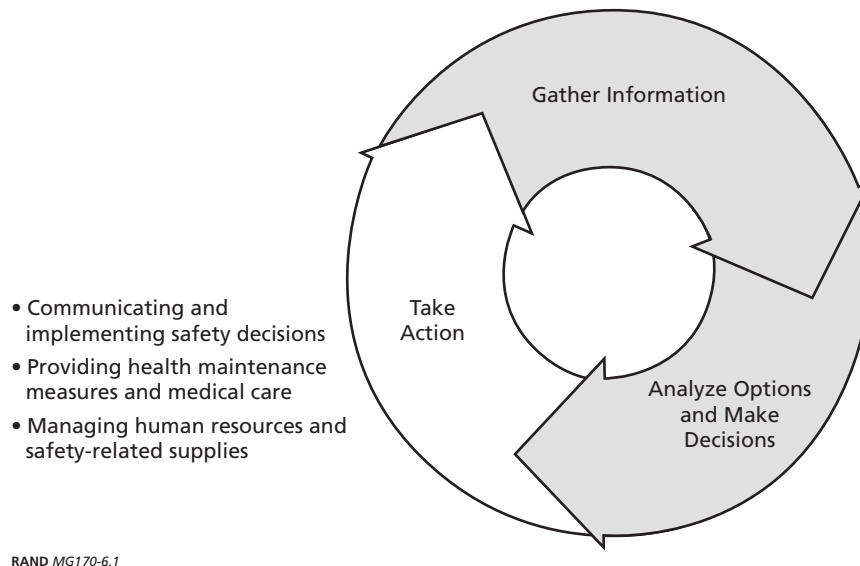 Gather Information
Take
Action
• Communicating and
implementing safety decisions
• Providing health maintenance
measures and medical care
• Managing human resources and
safety-related supplies
Analyze Options
and Make
Decisions
RAND MG170-6.1